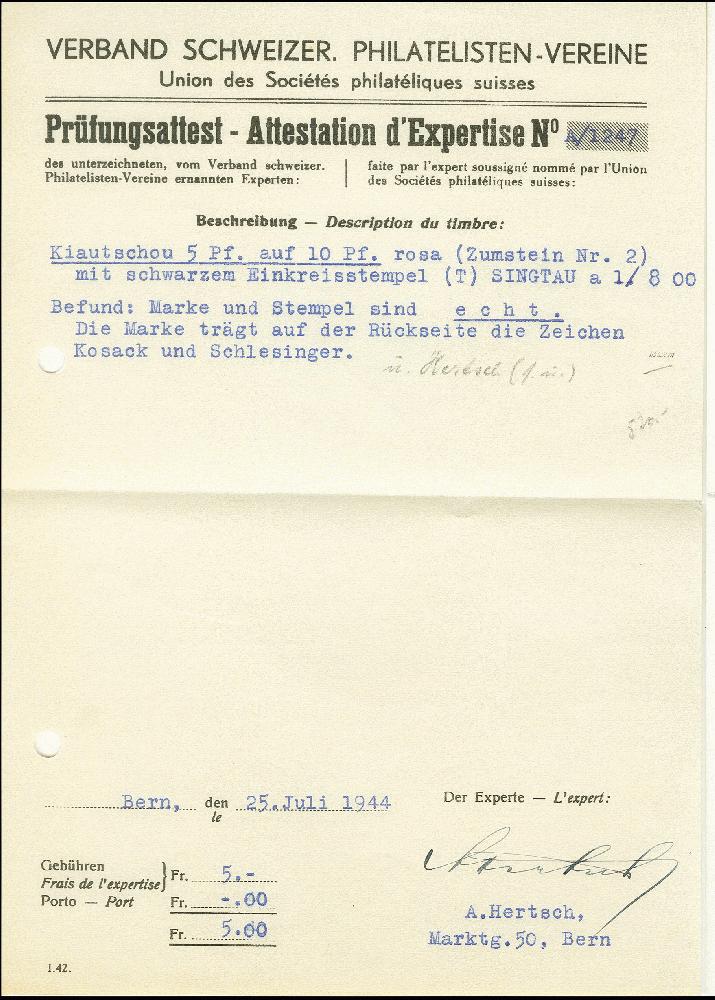 VERBAND SCHWEIZER. PHILATELISTEN-VEREINE
Union des Sociétés philatéliques suisses
Prüfungsattest - Attestation d'Expertise Nº A/1247
des unterzeichneten, vom Verband schweizer.
Philatelisten-Vereine ernannten Experten:
faite par l'expert soussigné nommé par l'Union
des Sociétés philatéliques suisses:
Beschreibung — Description du timbre:
Kiautschou 5 Pf. auf 10 Pf. rosa (Zumstein Nr. 2)
mit schwarzem Einkreisstempel (T) SINGTAU a 1/8 00
Befund: Marke und Stempel sind e c h t .
Die Marke trägt auf der Rückseite die Zeichen
Kosack und Schlesinger.
u. Hertsch
Bern, den 25.Juli 1944
le
Der Experte — L'expert:
Gebühren
Frais de l'expertise
Fr. 5.-
Porto — Port Fr. -.00
Fr. 5.00
A.Hertsch,
Marktg.50, Bern
1.42.